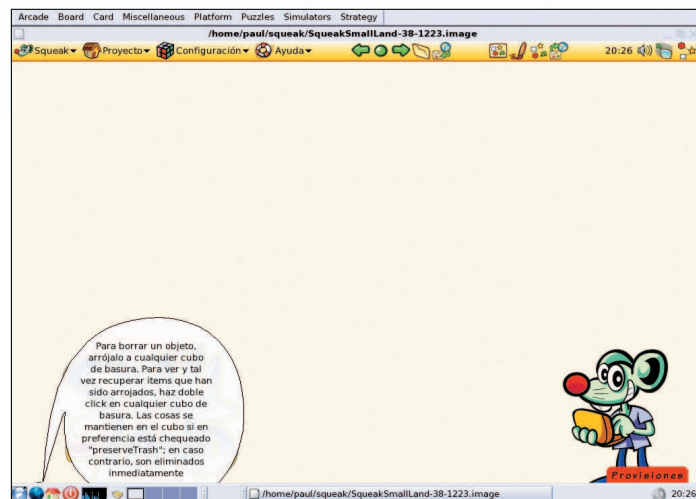 Arcade Board Card Miscellaneous Platform Puzzles Simulators Strategy
/home/paul/squeak/SqueakSmallLand-38-1223.image
Squeak Proyecto Configuración Ayuda 20:26
Para borrar un objeto,
arrójalo a cualquier cubo
de basura. Para ver y tal
vez recuperar items que han
sido arrojados, haz doble
click en cualquier cubo de
basura. Las cosas se
mantienen en el cubo si en
preferencia está chequeado
"preserveTrash"; en caso
contrario, son eliminados
inmediatamente
Provisiones
/home/paul/squeak/SqueakSmallLand-38-1223.image 20:26